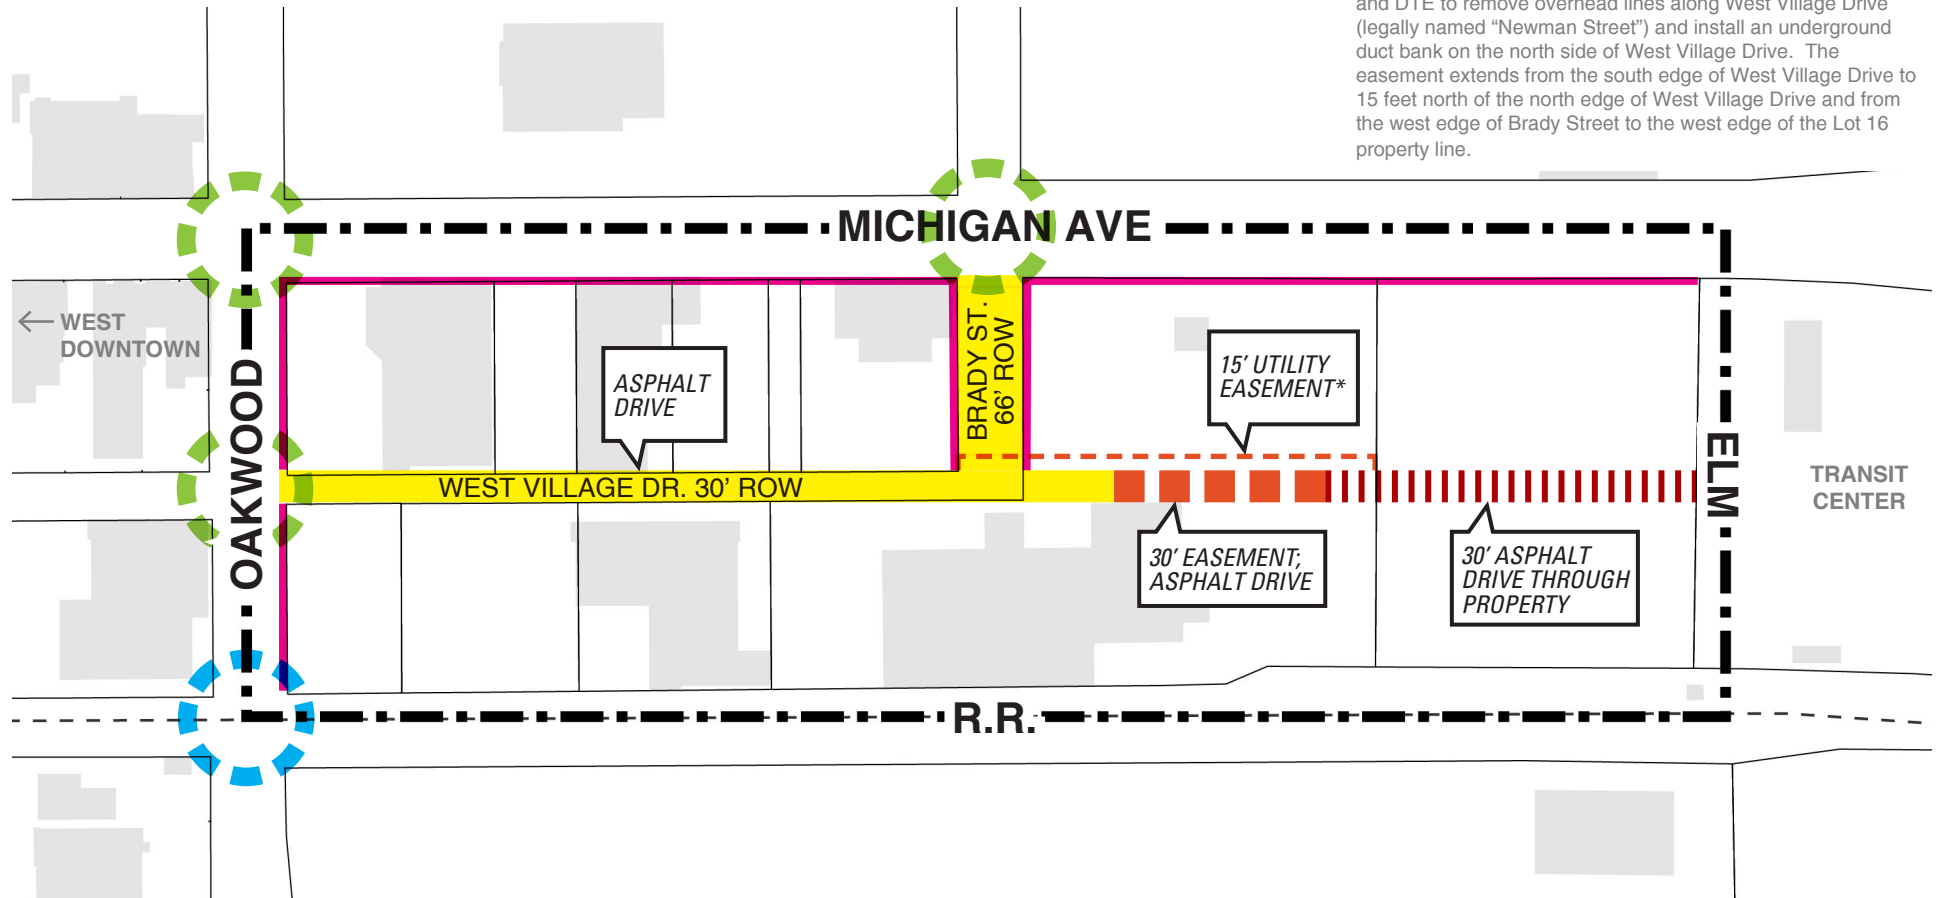 and DTE to remove overhead lines along West Village Drive
(legally named “Newman Street”) and install an underground
duct bank on the north side of West Village Drive.  The
easement extends from the south edge of West Village Drive to
15 feet north of the north edge of West Village Drive and from
the west edge of Brady Street to the west edge of the Lot 16
property line.
MICHIGAN AVE
WEST
DOWNTOWN
OAKWOOD
ASPHALT
DRIVE
BRADY ST.
66’ ROW
15’ UTILITY
EASEMENT*
ELM
TRANSIT
CENTER
WEST VILLAGE DR. 30’ ROW
30’ EASEMENT;
ASPHALT DRIVE
30’ ASPHALT
DRIVE THROUGH
PROPERTY
R.R.